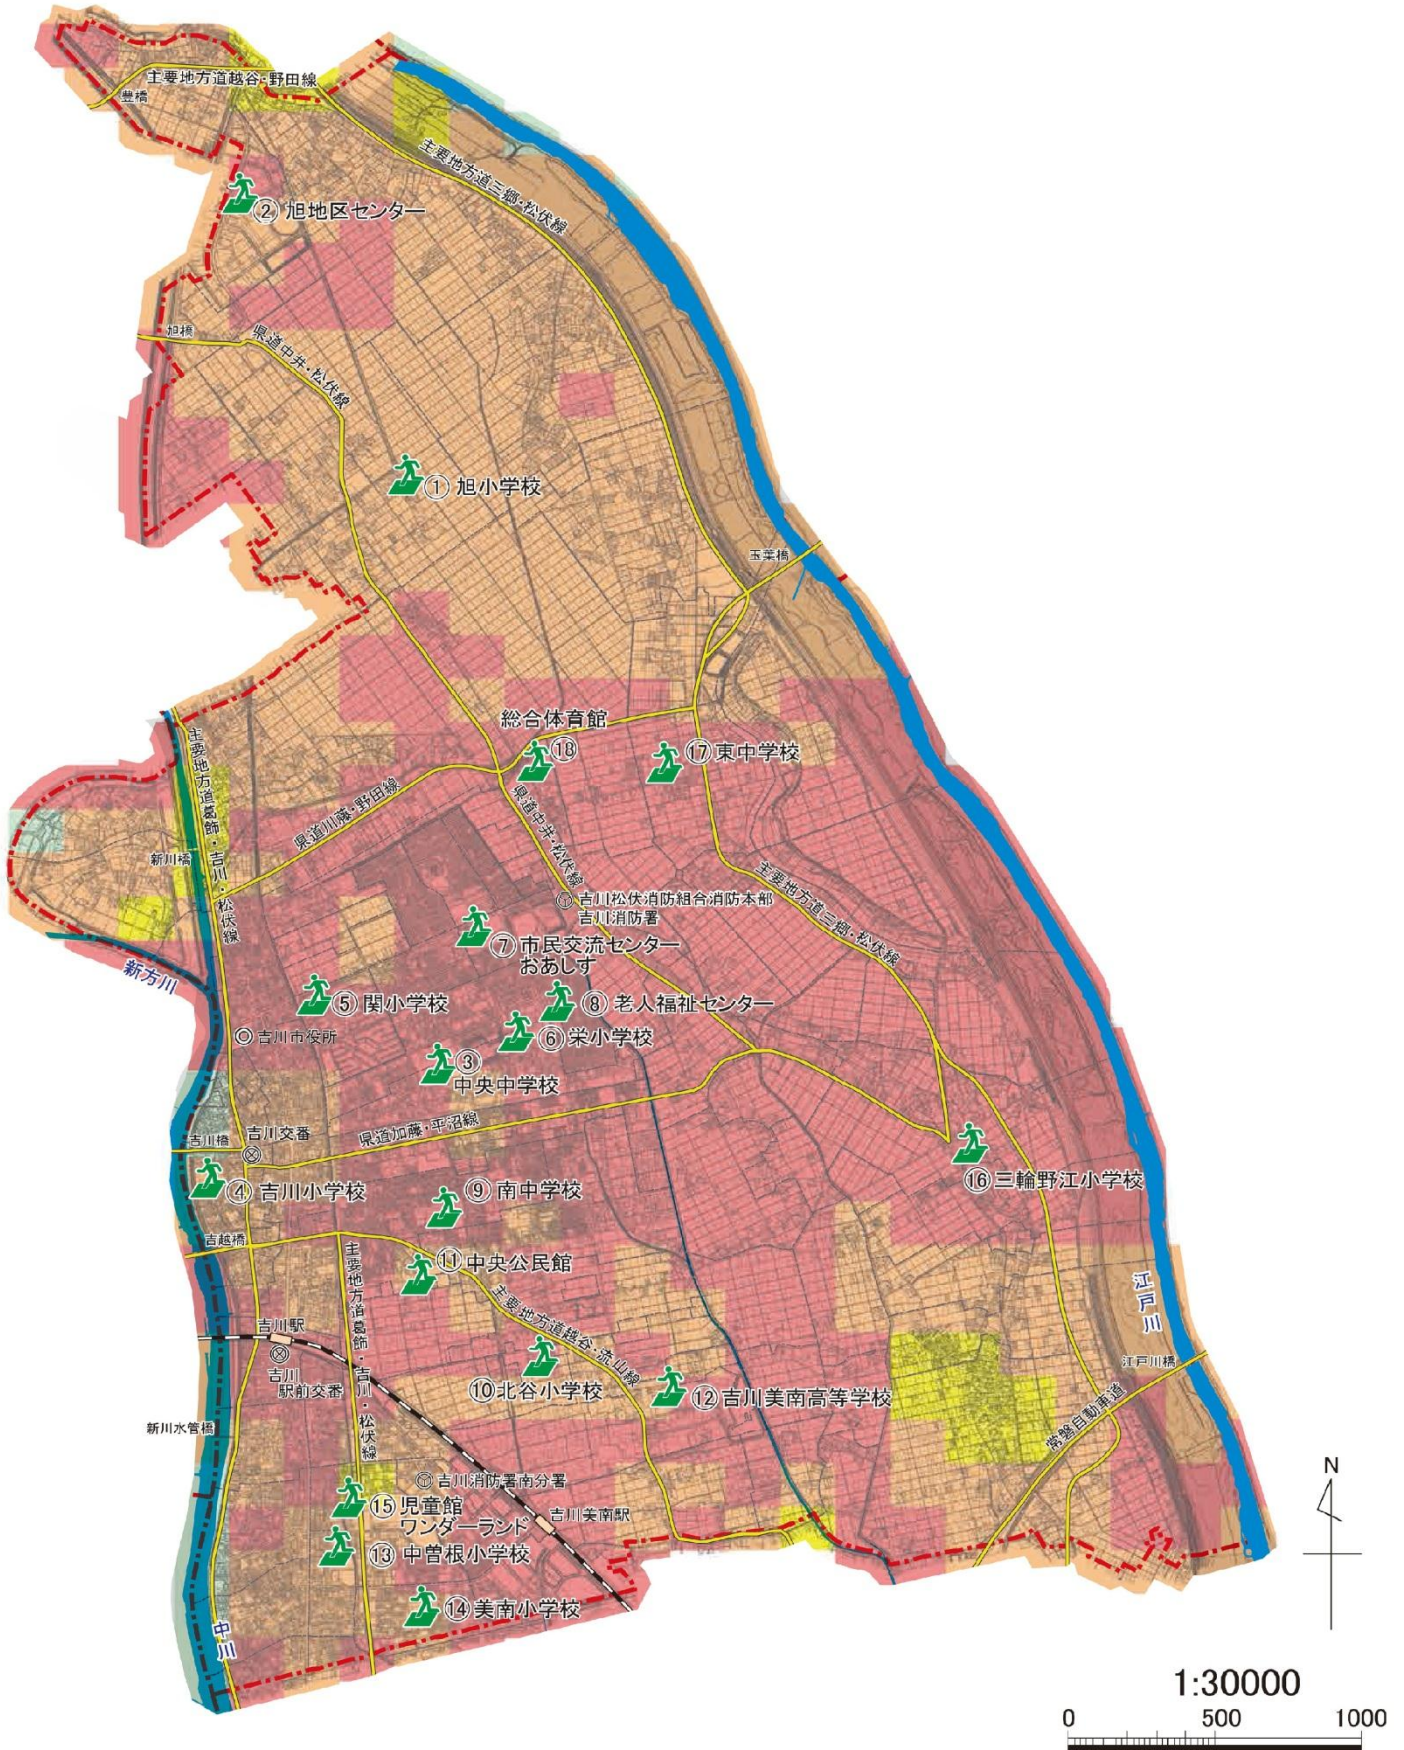 主要地方道越谷・野田線
豊橋
主要地方道三郷・松伏線
② 旭地区センター
旭橋
県道中井・松伏線
① 旭小学校
玉葉橋
総合体育館
⑱
⑰ 東中学校
主要地方道葛飾・吉川・松伏線
県道川藤・野田線
県道中井・松伏線
新川橋
主要地方道三郷・松伏線
吉川松伏消防組合消防本部
吉川消防署
⑦ 市民交流センター
おあしす
新方川
⑤ 関小学校
⑧ 老人福祉センター
吉川市役所
⑥ 栄小学校
③
中央中学校
県道加藤・平沼線
吉川橋
吉川交番
④ 吉川小学校
⑨ 南中学校
⑯ 三輪野江小学校
吉越橋
⑪ 中央公民館
主要地方道葛飾・吉川・松伏線
主要地方道越谷・流山線
江戸川
吉川駅
吉川
駅前交番
⑩ 北谷小学校
⑫ 吉川美南高等学校
江戸川橋
常磐自動車道
新川水管橋
吉川消防署南分署
⑮ 児童館
ワンダーランド
吉川美南駅
⑬ 中曽根小学校
⑭ 美南小学校
中川
N
1:30000
0 500 1000